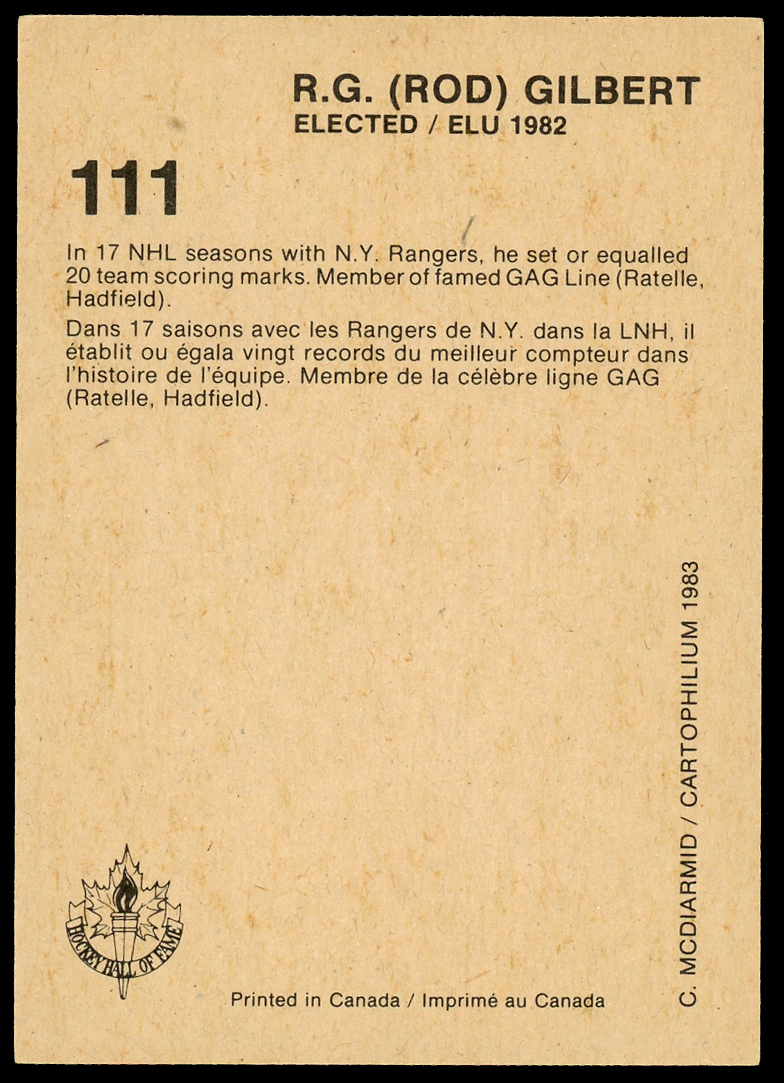 R.G. (ROD) GILBERT
ELECTED / ELU 1982
111
In 17 NHL seasons with N.Y. Rangers, he set or equalled
20 team scoring marks. Member of famed GAG Line (Ratelle,
Hadfield).
Dans 17 saisons avec les Rangers de N.Y. dans la LNH, il
établit ou égala vingt records du meilleur compteur dans
l'histoire de l'équipe. Membre de la célèbre ligne GAG
(Ratelle, Hadfield).
C. MCDIARMID / CARTOPHILIUM 1983
HOCKEY HALL OF FAME
Printed in Canada / Imprimé au Canada